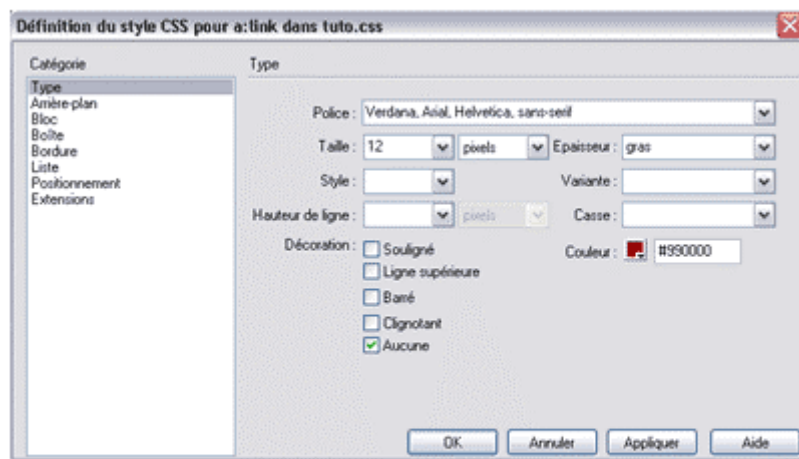 Définition du style CSS pour a:link dans tuto.css
Catégorie
Type
Arrière-plan
Bloc
Boîte
Bordure
Liste
Positionnement
Extensions
Type
Police : Verdana, Arial, Helvetica, sans-serif
Taille : 12 pixels Epaisseur : gras
Style : Variante :
Hauteur de ligne : pixels Casse :
Décoration : Souligné Couleur : #990000
Ligne supérieure
Barré
Clignotant
Aucune
OK Annuler Appliquer Aide